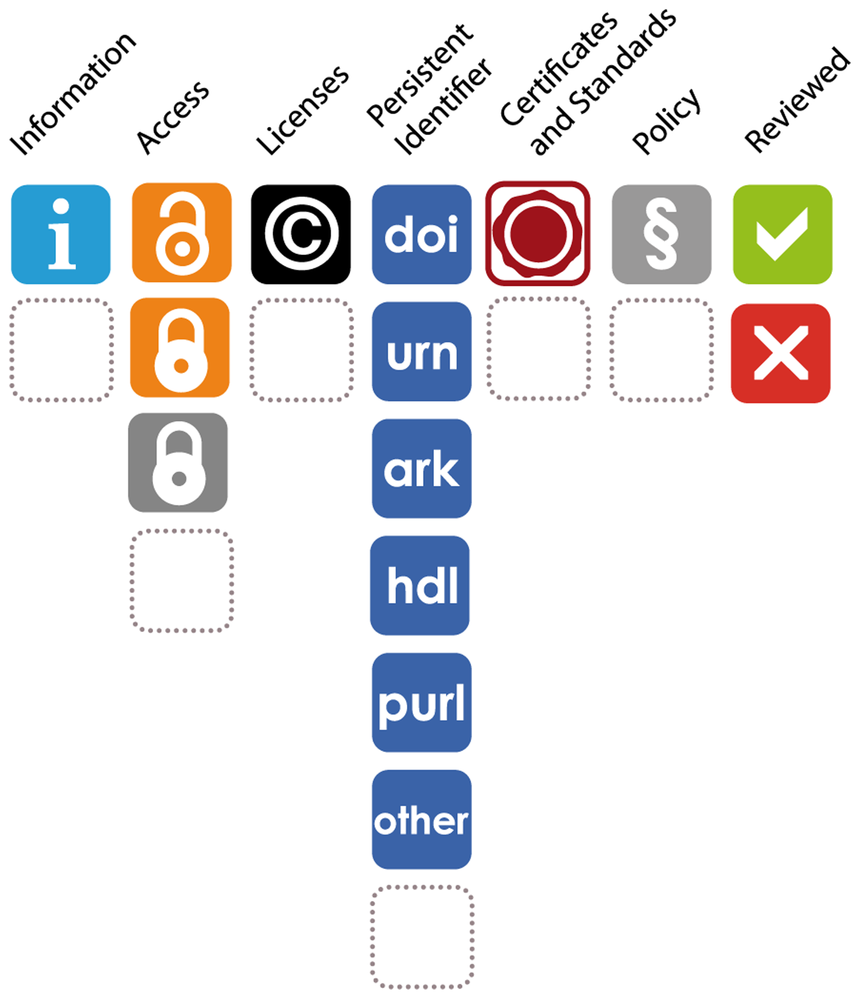 Information
Access
Licenses
Persistent
Identifier
Certificates
and Standards
Policy
Reviewed
i
©
doi
§
urn
ark
hdl
purl
other